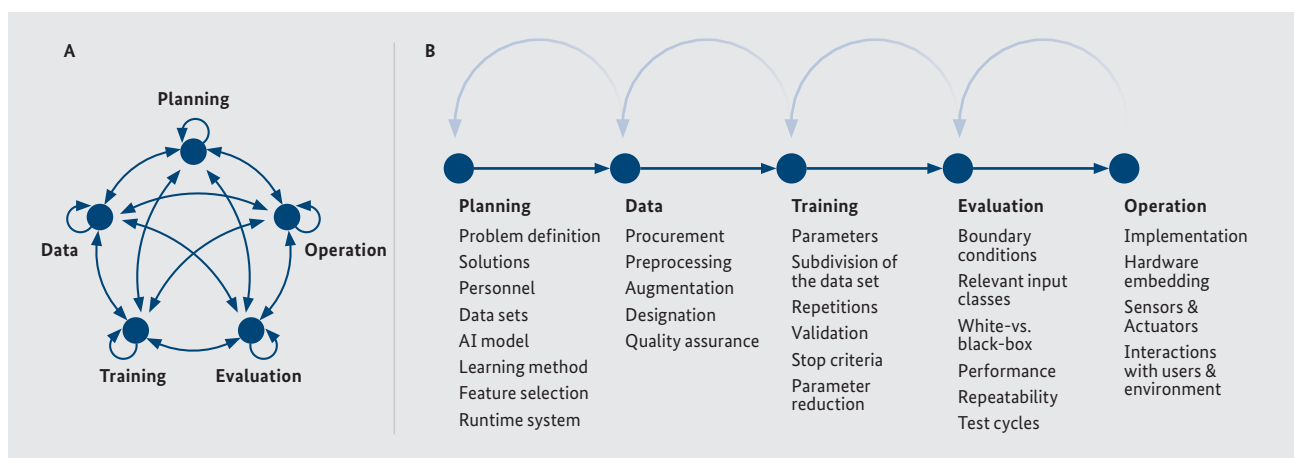 A
Planning
Data
Operation
Training
Evaluation
B
Planning
Problem definition
Solutions
Personnel
Data sets
AI model
Learning method
Feature selection
Runtime system
Data
Procurement
Preprocessing
Augmentation
Designation
Quality assurance
Training
Parameters
Subdivision of
the data set
Repetitions
Validation
Stop criteria
Parameter
reduction
Evaluation
Boundary
conditions
Relevant input
classes
White-vs.
black-box
Performance
Repeatability
Test cycles
Operation
Implementation
Hardware
embedding
Sensors &
Actuators
Interactions
with users &
environment